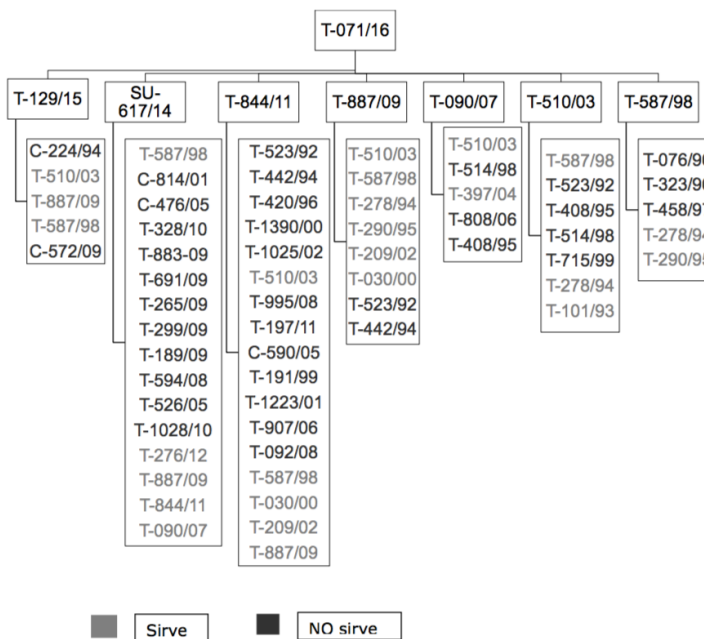 T-071/16
T-129/15
SU-
617/14
T-844/11
T-887/09
T-090/07
T-510/03
T-587/98
C-224/94
T-510/03
T-887/09
T-587/98
C-572/09
T-587/98
C-814/01
C-476/05
T-328/10
T-883-09
T-691/09
T-265/09
T-299/09
T-189/09
T-594/08
T-526/05
T-1028/10
T-276/12
T-887/09
T-844/11
T-090/07
T-523/92
T-442/94
T-420/96
T-1390/00
T-1025/02
T-510/03
T-995/08
T-197/11
C-590/05
T-191/99
T-1223/01
T-907/06
T-092/08
T-587/98
T-030/00
T-209/02
T-887/09
T-510/03
T-587/98
T-278/94
T-290/95
T-209/02
T-030/00
T-523/92
T-442/94
T-510/03
T-514/98
T-397/04
T-808/06
T-408/95
T-587/98
T-523/92
T-408/95
T-514/98
T-715/99
T-278/94
T-101/93
T-076/96
T-323/96
T-458/97
T-278/94
T-290/95
Sirve
NO sirve